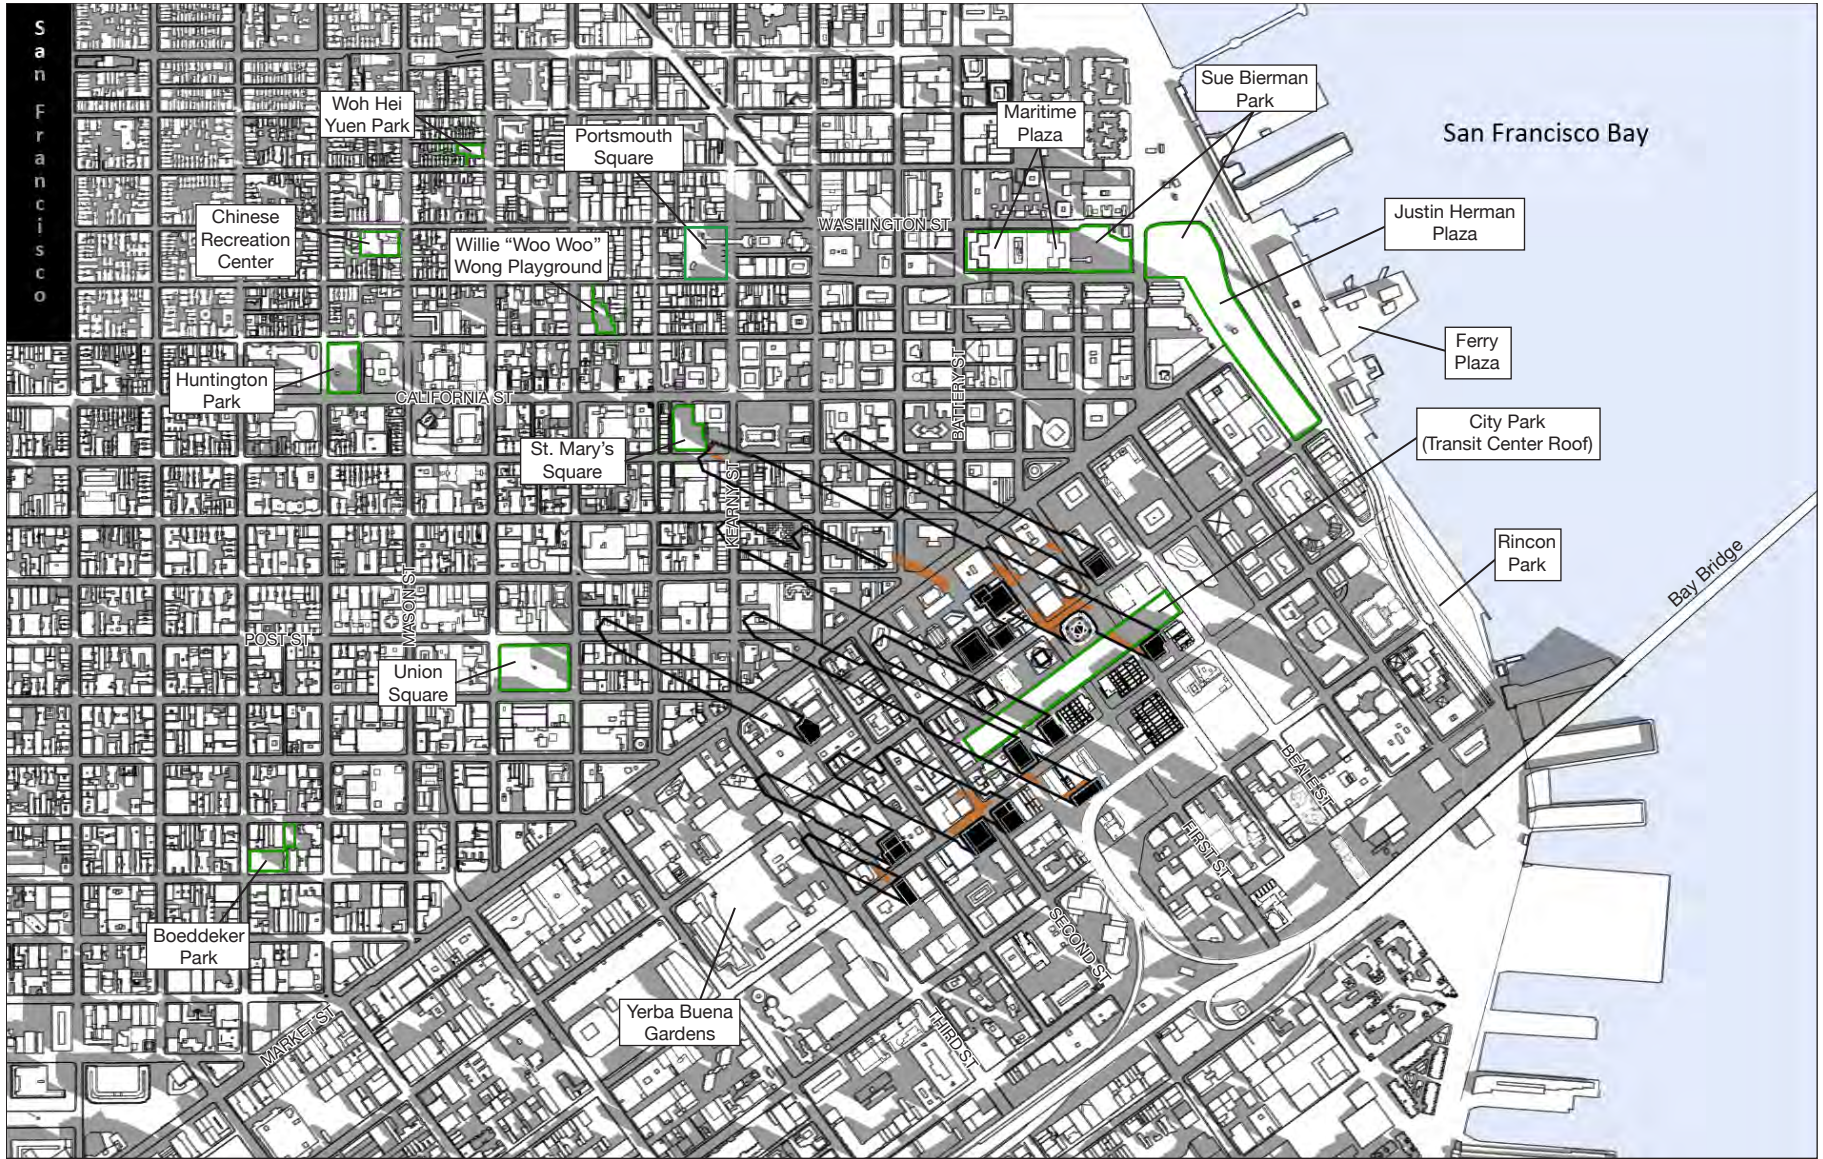 San Francisco
Sue Bierman
Park
Woh Hei
Yuen Park
Maritime
Plaza
Portsmouth
Square
San Francisco Bay
Justin Herman
Plaza
Chinese
Recreation
Center
WASHINGTON ST
Willie “Woo Woo”
Wong Playground
Ferry
Plaza
Huntington
Park
BATTERY ST
CALIFORNIA ST
City Park
(Transit Center Roof)
St. Mary's
Square
KEARNY ST
Rincon
Park
Bay Bridge
MASON ST
POST ST
Union
Square
BEALE ST
FIRST ST
SECOND ST
Boeddeker
Park
Yerba Buena
Gardens
THIRD ST
MARKET ST